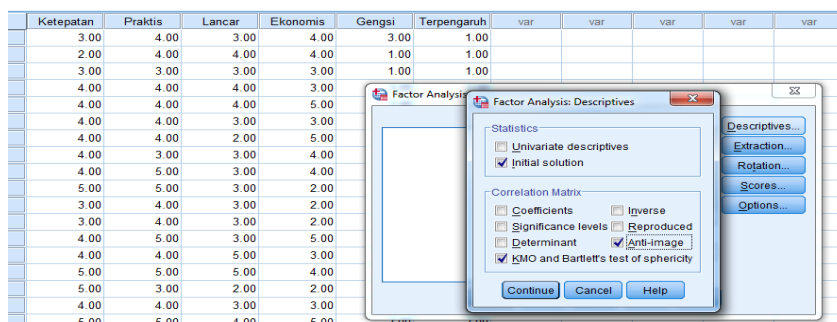 Ketepatan Praktis Lancar Ekonomis Gengsi Terpengaruh var var var var var
3.00 4.00 3.00 4.00 3.00 1.00
2.00 4.00 4.00 4.00 1.00 1.00
3.00 3.00 3.00 3.00 1.00 1.00
4.00 4.00 4.00 3.00
4.00 4.00 4.00 5.00
4.00 4.00 3.00 3.00
4.00 4.00 2.00 5.00
4.00 3.00 3.00 4.00
4.00 5.00 3.00 4.00
5.00 5.00 3.00 2.00
3.00 4.00 3.00 2.00
4.00 3.00 5.00 5.00
4.00 4.00 5.00 3.00
5.00 5.00 5.00 4.00
5.00 3.00 2.00 2.00
4.00 4.00 3.00 3.00
5.00 5.00 4.00 5.00
Factor Analysis
Factor Analysis: Descriptives
Statistics
Univariate descriptives
Initial solution
Correlation Matrix
Coefficients Inverse
Significance levels Reproduced
Determinant Anti-image
KMO and Bartlett's test of sphericity
Continue Cancel Help
Descriptives...
Extraction...
Rotation...
Scores...
Options...